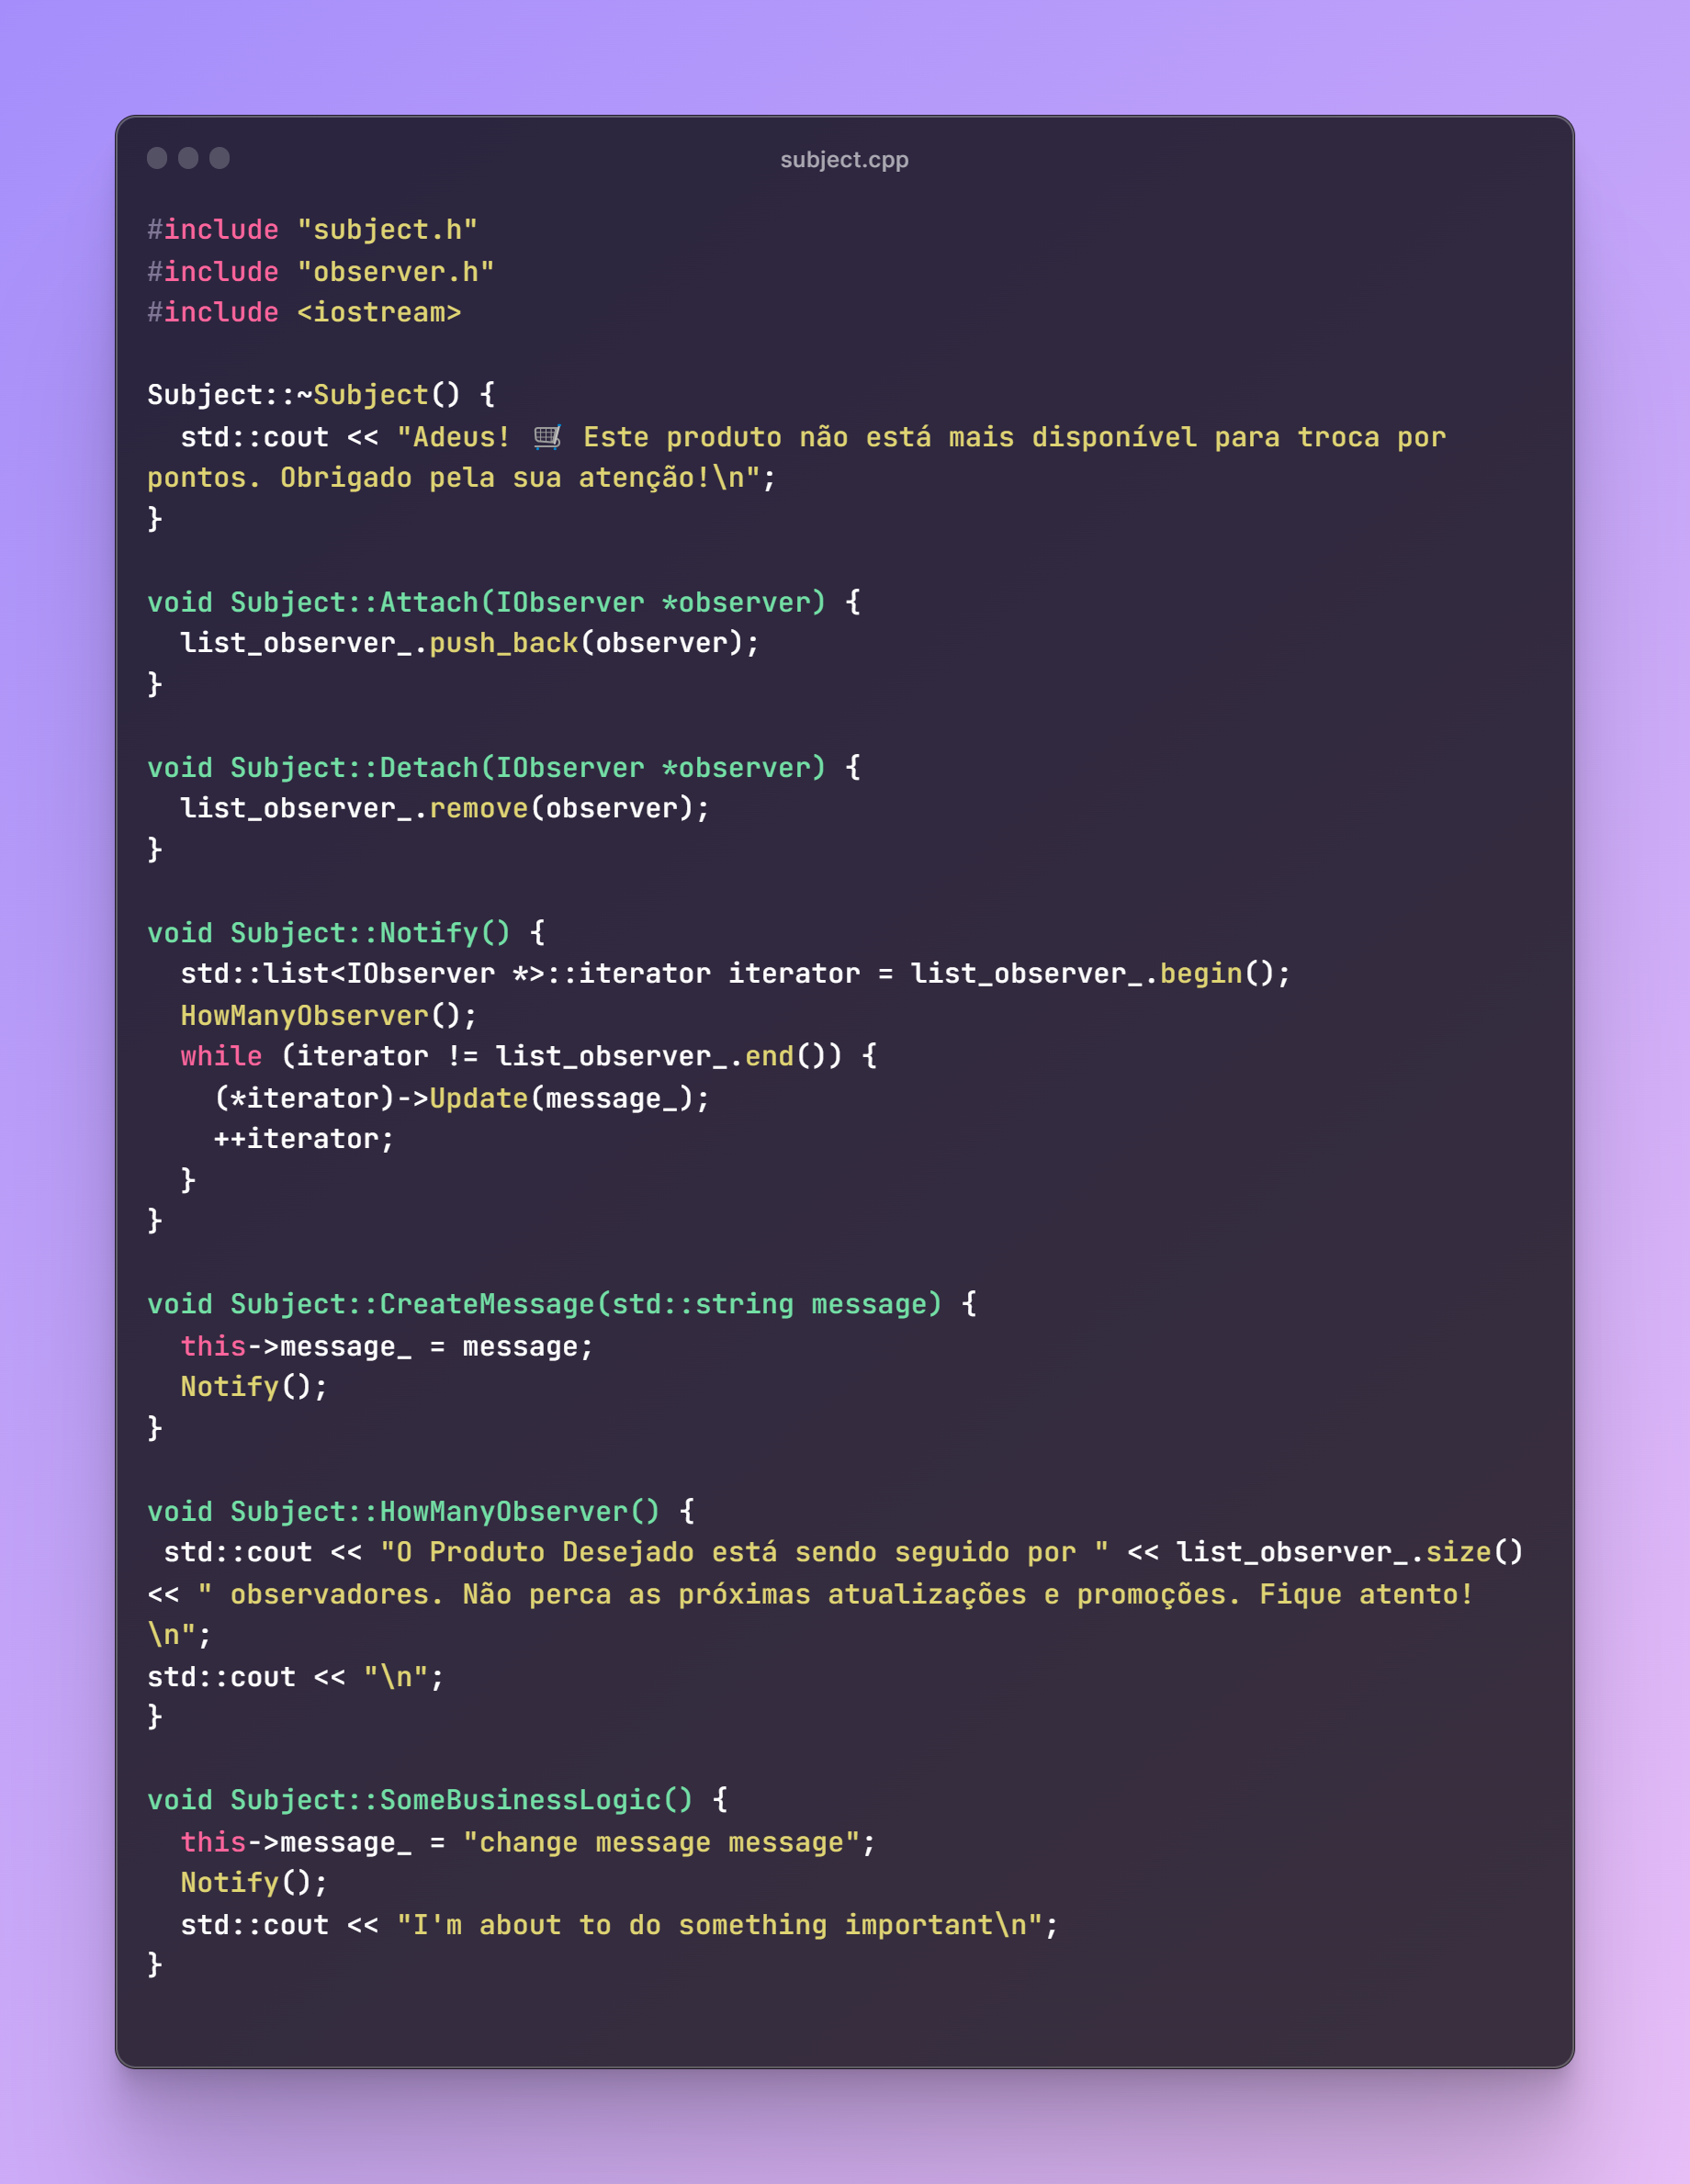 subject.cpp
#include "subject.h"
#include "observer.h"
#include <iostream>

Subject::~Subject() {
  std::cout << "Adeus! 🛒 Este produto não está mais disponível para troca por
pontos. Obrigado pela sua atenção!\n";
}

void Subject::Attach(IObserver *observer) {
  list_observer_.push_back(observer);
}

void Subject::Detach(IObserver *observer) {
  list_observer_.remove(observer);
}

void Subject::Notify() {
  std::list<IObserver *>::iterator iterator = list_observer_.begin();
  HowManyObserver();
  while (iterator != list_observer_.end()) {
    (*iterator)->Update(message_);
    ++iterator;
  }
}

void Subject::CreateMessage(std::string message) {
  this->message_ = message;
  Notify();
}

void Subject::HowManyObserver() {
 std::cout << "O Produto Desejado está sendo seguido por " << list_observer_.size()
<< " observadores. Não perca as próximas atualizações e promoções. Fique atento!
\n";
std::cout << "\n";
}

void Subject::SomeBusinessLogic() {
  this->message_ = "change message message";
  Notify();
  std::cout << "I'm about to do something important\n";
}